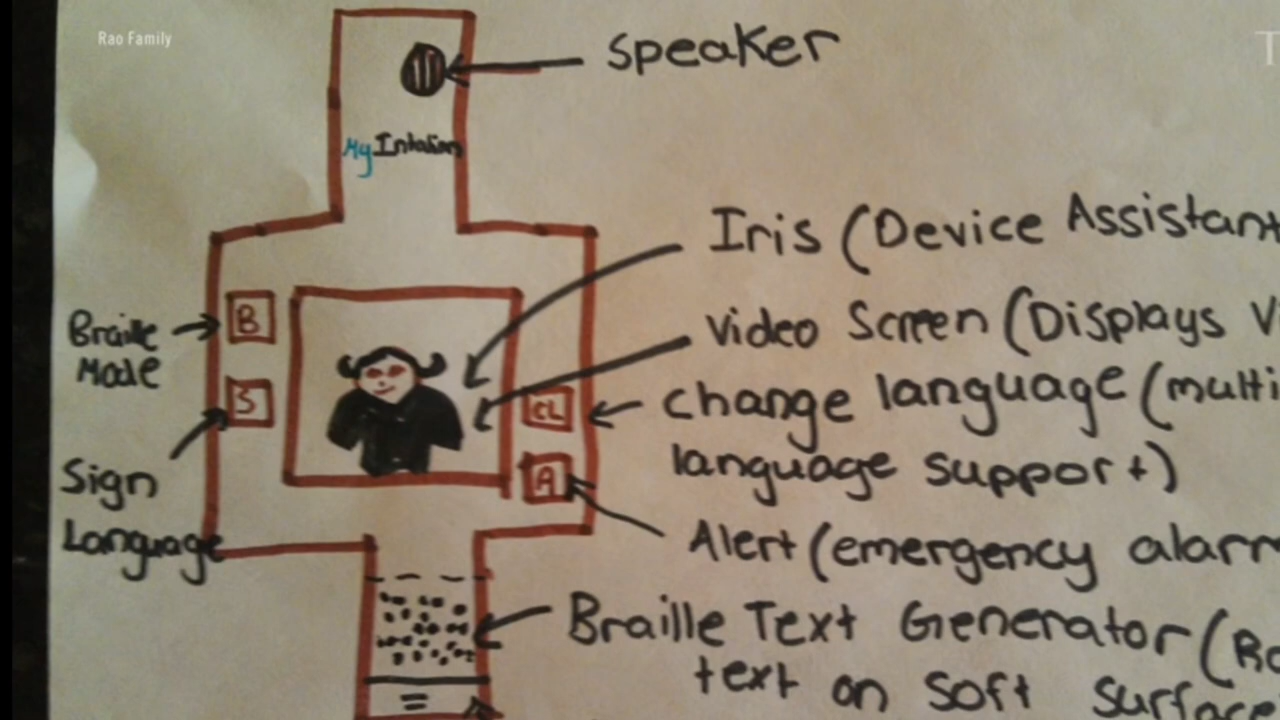 Rao Family
T
Speaker
My
Iris (Device Assistant
Video Screen (Displays V
B
Braille
Mode
S
CL
Change language (multi
language support)
Sign
Language
A
Alert (emergency alarm
Braille Text Generator (
text on soft surface